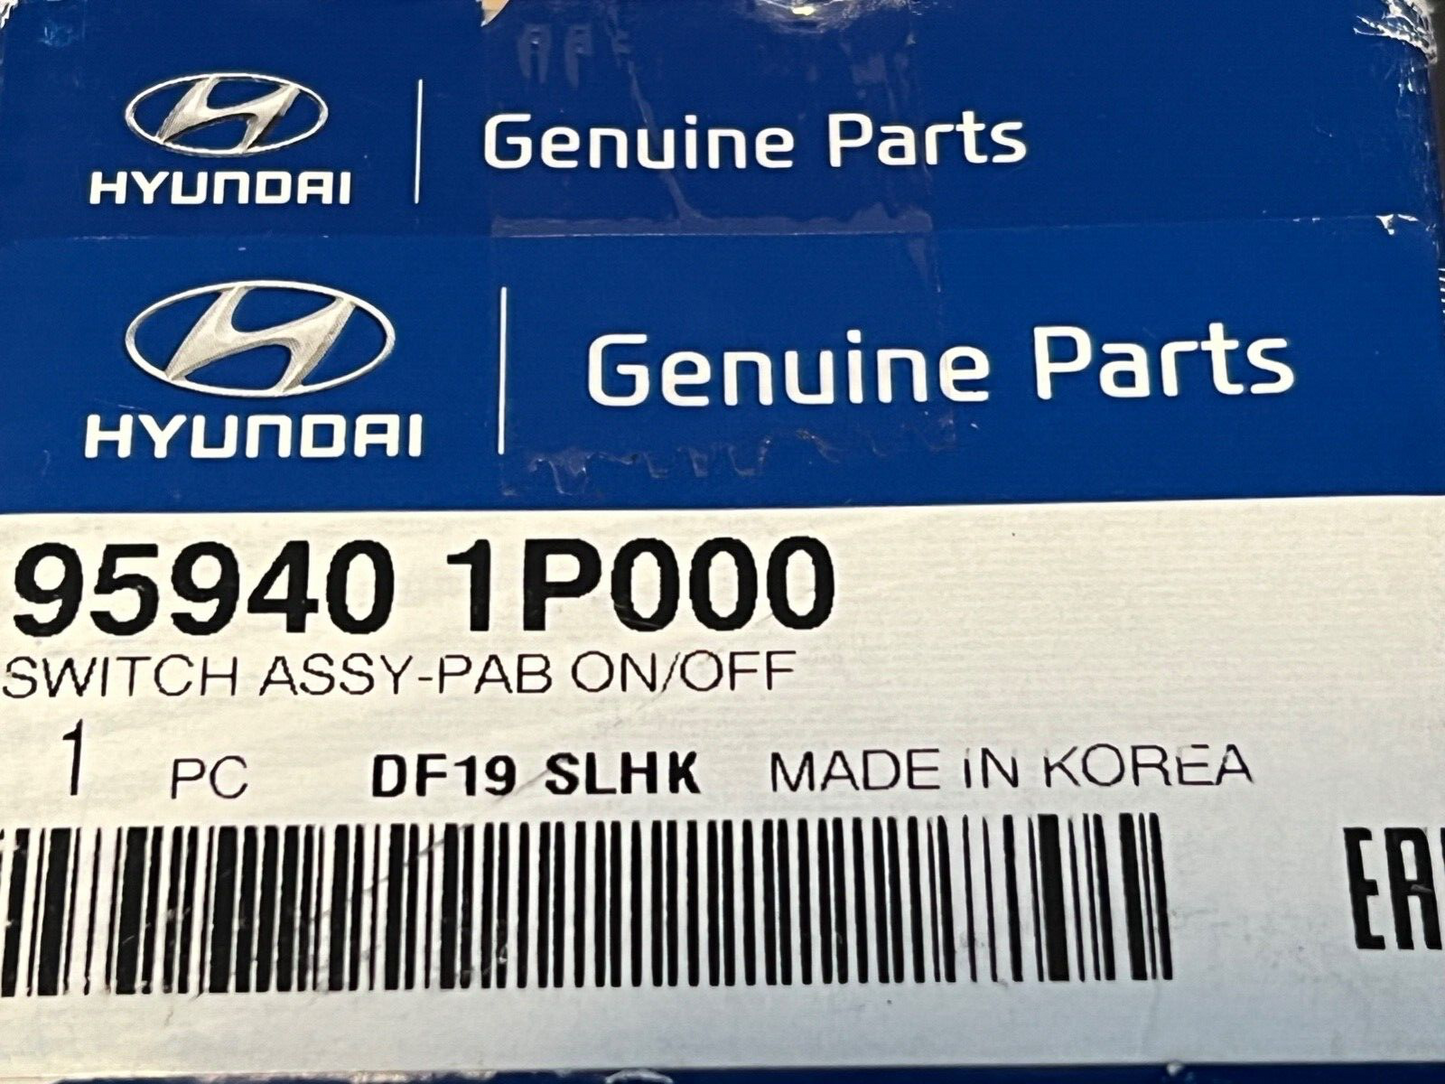 HYUNDAI Genuine Parts
HYUNDAI Genuine Parts
95940 1P000
SWITCH ASSY-PAB ON/OFF
1 PC DF19 SLHK MADE IN KOREA